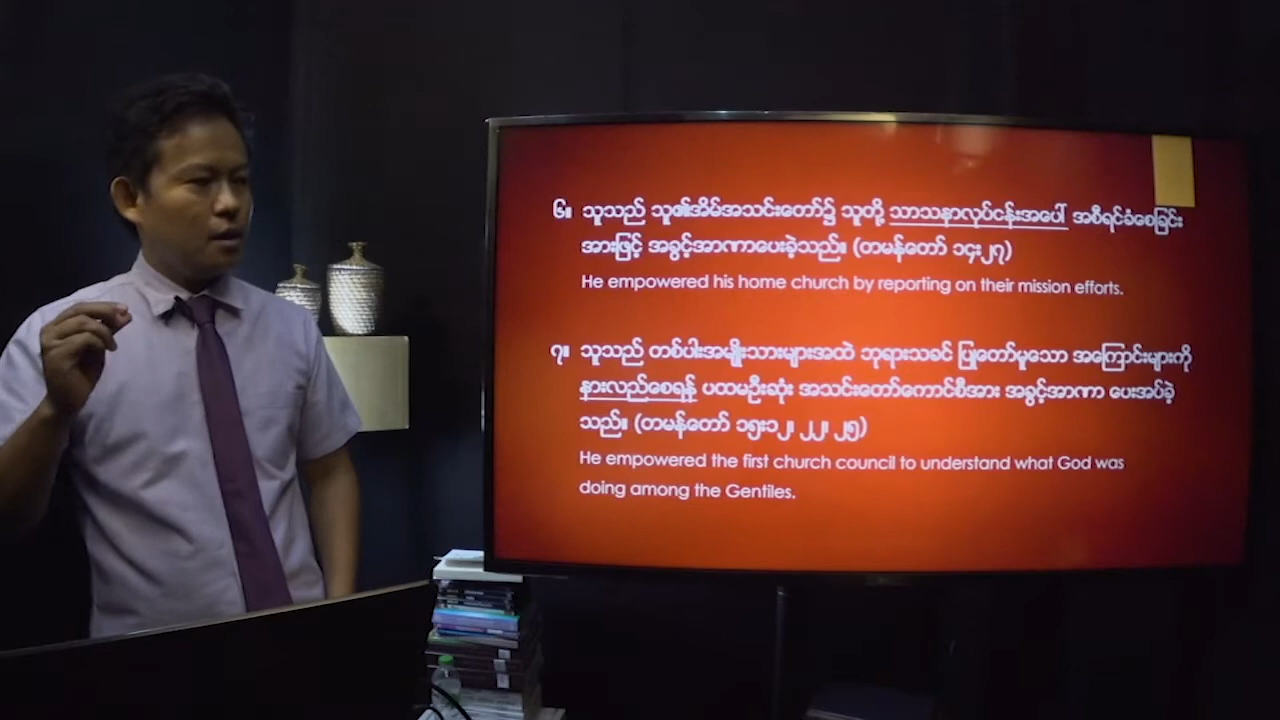 ၆။ သူသည် သူ၏အိမ်အသင်းတော်၌ သူတို့ သာသနာလုပ်ငန်းအပေါ် အစီရင်ခံစေခြင်း
အားဖြင့် အခွင့်အာဏာပေးခဲ့သည်။ (တမန်တော် ၁၄း၂၇)
He empowered his home church by reporting on their mission efforts.
၇။ သူသည် တစ်ပါးအမျိုးသားများအထဲ ဘုရားသခင် ပြုတော်မူသော အကြောင်းများကို
နားလည်စေရန် ပထမဦးဆုံး အသင်းတော်ကောင်စီအား အခွင့်အာဏာ ပေးအပ်ခဲ့
သည်။ (တမန်တော် ၁၅း၁၂၊ ၂၂၊ ၂၅)
He empowered the first church council to understand what God was
doing among the Gentiles.